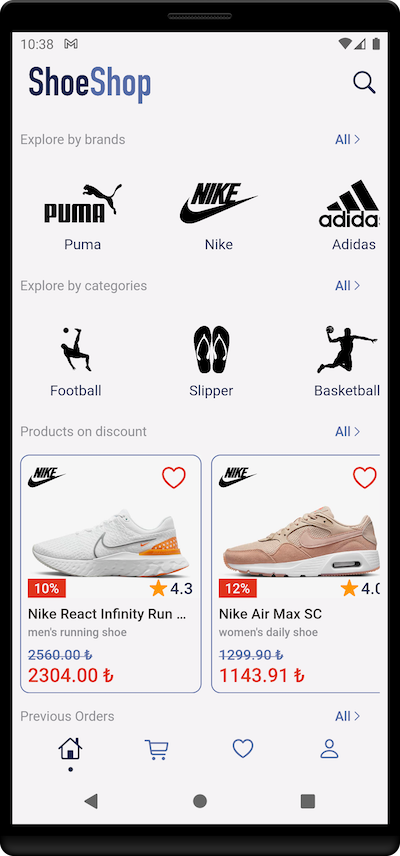 10:38
ShoeShop
Explore by brands All
PUMA NIKE adidas
Puma Nike Adidas
Explore by categories All
Football Slipper Basketball
Products on discount All
NIKE NIKE
10% 4.3 12% 4.0
Nike React Infinity Run ... Nike Air Max SC
men's running shoe women's daily shoe
2560.00 ₺ 1299.90 ₺
2304.00 ₺ 1143.91 ₺
Previous Orders All